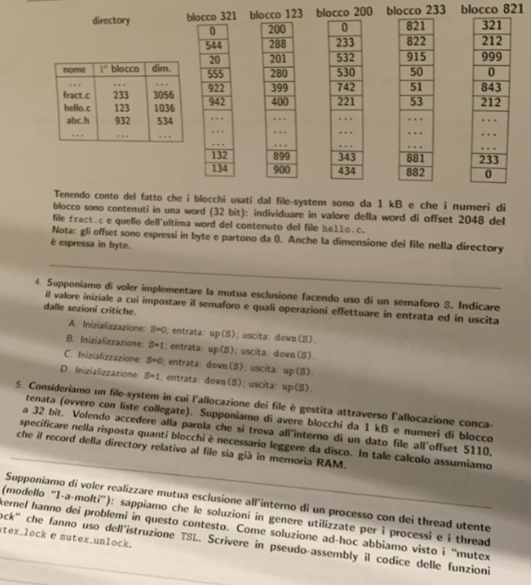 directory
blocco 321 blocco 123 blocco 200 blocco 233 blocco 821
0 200 0 821 321
544 288 233 822 212
20 201 532 915 999
nome 1° blocco dim. 555 280 530 50 0
... ... ... 922 399 742 51 843
fract.c 233 3056 942 400 221 53 212
hello.c 123 1036 ... ... ... ... ...
abc.h 932 534 ... ... ... ... ...
... ... ... ... ... ... ... ...
132 899 343 881 233
134 900 434 882 0
Tenendo conto del fatto che i blocchi usati dal file-system sono da 1 kB e che i numeri di
blocco sono contenuti in una word (32 bit): individuare in valore della word di offset 2048 del
file fract.c e quello dell'ultima word del contenuto del file hello.c.
Nota: gli offset sono espressi in byte e partono da 0. Anche la dimensione dei file nella directory
è espressa in byte.
4. Supponiamo di voler implementare la mutua esclusione facendo uso di un semaforo S. Indicare
il valore iniziale a cui impostare il semaforo e quali operazioni effettuare in entrata ed in uscita
dalle sezioni critiche.
A. Inizializzazione: S=0; entrata: up(S); uscita: down(S).
B. Inizializzazione: S=1; entrata: up(S); uscita: down(S).
C. Inizializzazione: S=0; entrata: down(S); uscita: up(S).
D. Inizializzazione: S=1; entrata: down(S); uscita: up(S).
5. Consideriamo un file-system in cui l'allocazione dei file è gestita attraverso l'allocazione conca-
tenata (ovvero con liste collegate). Supponiamo di avere blocchi da 1 kB e numeri di blocco
a 32 bit. Volendo accedere alla parola che si trova all'interno di un dato file all'offset 5110,
specificare nella risposta quanti blocchi è necessario leggere da disco. In tale calcolo assumiamo
che il record della directory relativo al file sia già in memoria RAM.
Supponiamo di voler realizzare mutua esclusione all'interno di un processo con dei thread utente
(modello "1-a-molti"): sappiamo che le soluzioni in genere utilizzate per i processi e i thread
kernel hanno dei problemi in questo contesto. Come soluzione ad-hoc abbiamo visto i "mutex
ock" che fanno uso dell'istruzione TSL. Scrivere in pseudo-assembly il codice delle funzioni
utex_lock e mutex_unlock.